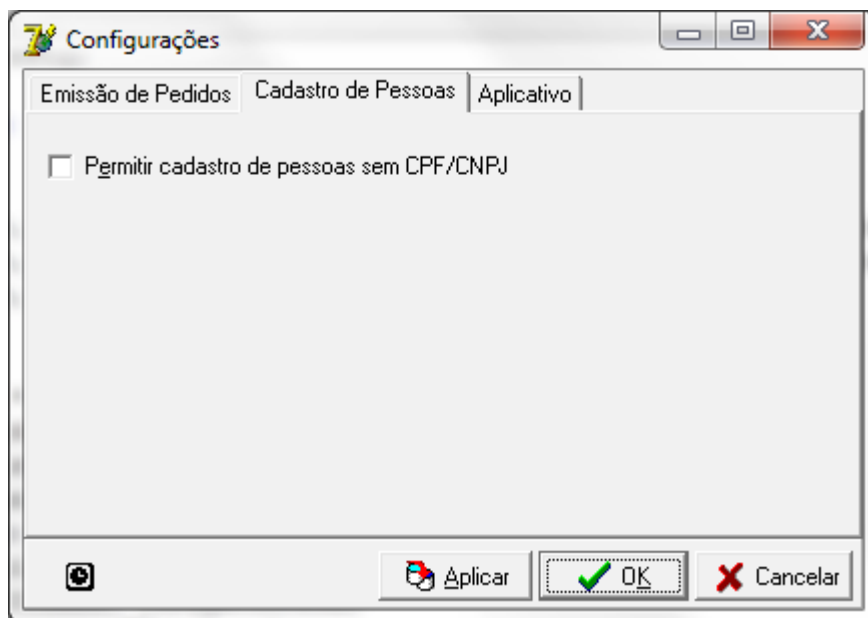 Configurações
Emissão de Pedidos Cadastro de Pessoas Aplicativo
Permitir cadastro de pessoas sem CPF/CNPJ
Aplicar OK Cancelar